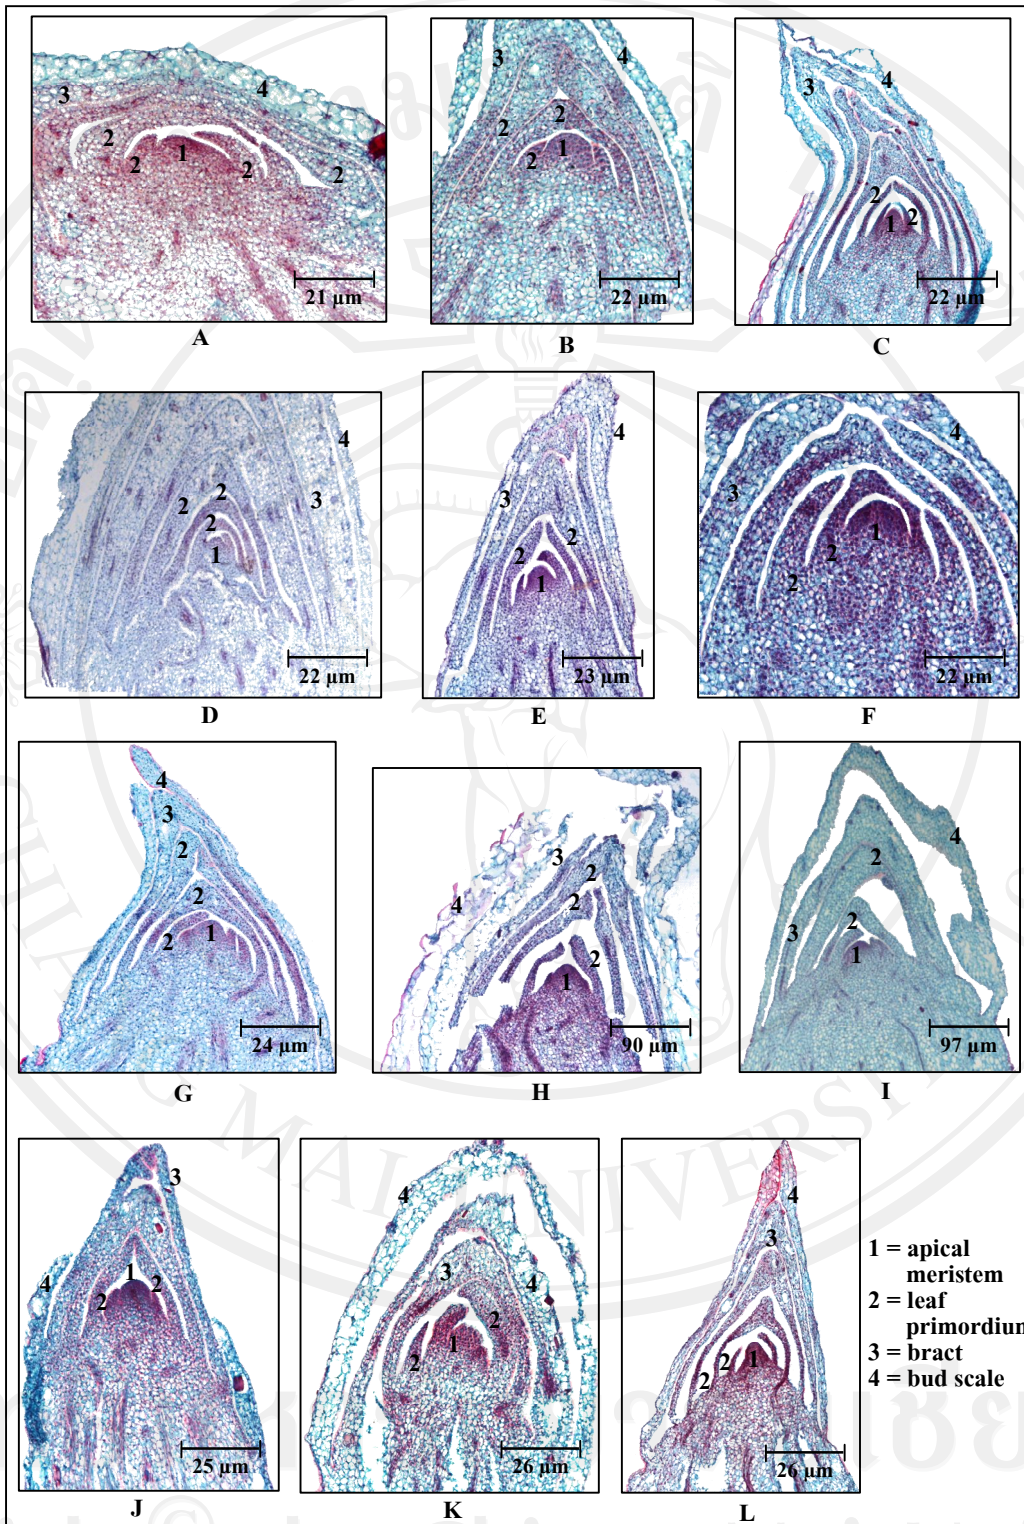 3 4
2 2
1
2 2 2
21 µm
A
3 4
2 2
1
2
22 µm
B
3 4
2 2
1
22 µm
C
4
3
2 2
2
1
22 µm
D
4
3
2 2
1
23 µm
E
4
3
1
2
2
22 µm
F
4
3
2
2
1
2
24 µm
G
3
2
4 2
2
1
90 µm
H
4
2
3 2
1
97 µm
I
3
4 1
2 2
25 µm
J
4
3
4
2
1
2
26 µm
K
4
3
1
2
2
26 µm
L
1 = apical
meristem
2 = leaf
primordium
3 = bract
4 = bud scale
CHIANG MAI UNIVERSITY